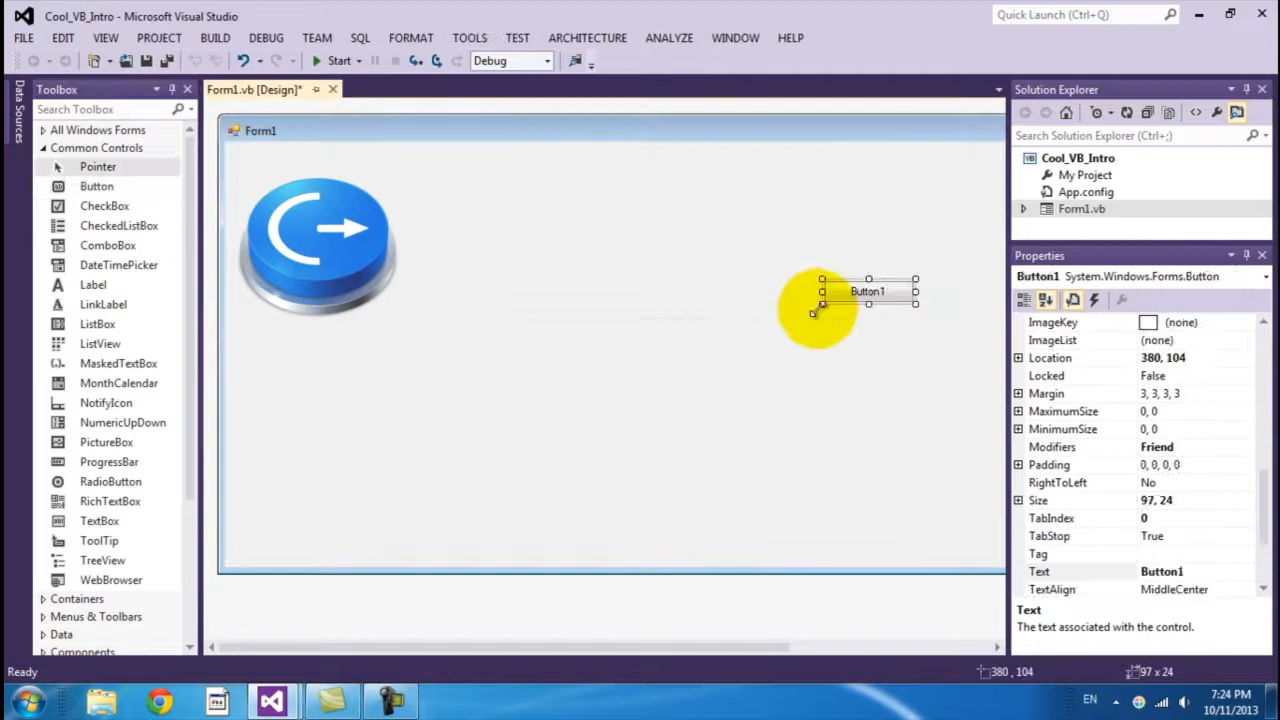 Cool_VB_Intro - Microsoft Visual Studio
Quick Launch (Ctrl+Q)
FILE EDIT VIEW PROJECT BUILD DEBUG TEAM SQL FORMAT TOOLS TEST ARCHITECTURE ANALYZE WINDOW HELP
Start Debug
Data Sources
Toolbox
Search Toolbox
All Windows Forms
Common Controls
Pointer
Button
CheckBox
CheckedListBox
ComboBox
DateTimePicker
Label
LinkLabel
ListBox
ListView
MaskedTextBox
MonthCalendar
NotifyIcon
NumericUpDown
PictureBox
ProgressBar
RadioButton
RichTextBox
TextBox
ToolTip
TreeView
WebBrowser
Containers
Menus & Toolbars
Data
Components
Form1.vb [Design]*
Form1
Button1
Solution Explorer
Search Solution Explorer (Ctrl+;)
Cool_VB_Intro
My Project
App.config
Form1.vb
Properties
Button1 System.Windows.Forms.Button
ImageKey (none)
ImageList (none)
Location 380, 104
Locked False
Margin 3, 3, 3, 3
MaximumSize 0, 0
MinimumSize 0, 0
Modifiers Friend
Padding 0, 0, 0, 0
RightToLeft No
Size 97, 24
TabIndex 0
TabStop True
Tag
Text Button1
TextAlign MiddleCenter
Text
The text associated with the control.
Ready
380 , 104
97 x 24
EN
7:24 PM
10/11/2013